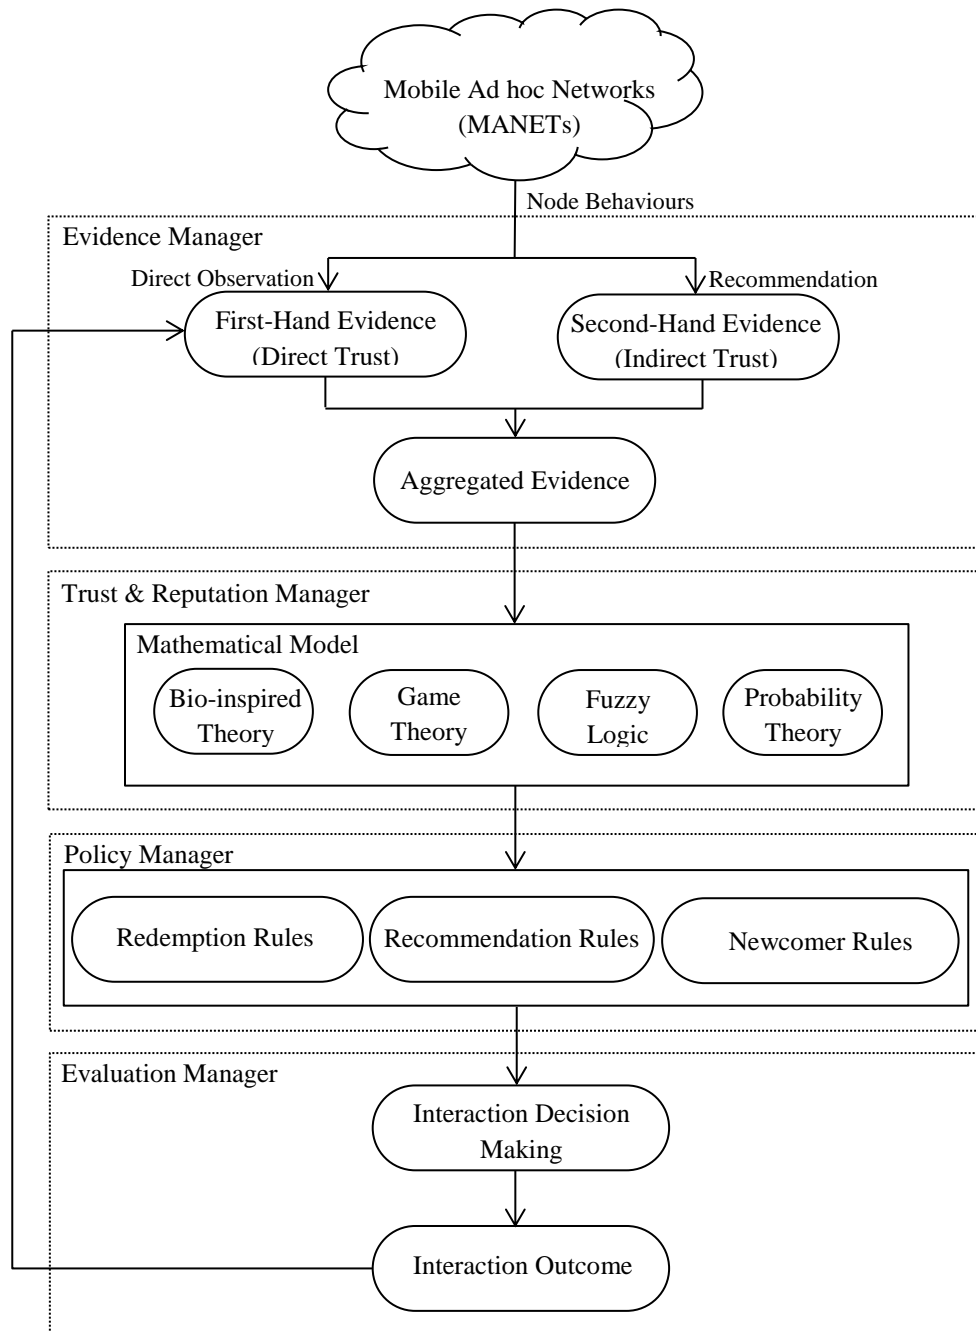 Mobile Ad hoc Networks
(MANETs)
Node Behaviours
Evidence Manager
Direct Observation
Recommendation
First-Hand Evidence
(Direct Trust)
Second-Hand Evidence
(Indirect Trust)
Aggregated Evidence
Trust & Reputation Manager
Mathematical Model
Bio-inspired
Theory
Game
Theory
Fuzzy
Logic
Probability
Theory
Policy Manager
Redemption Rules
Recommendation Rules
Newcomer Rules
Evaluation Manager
Interaction Decision
Making
Interaction Outcome